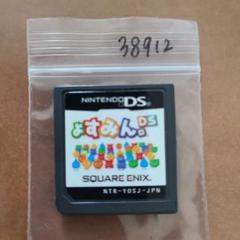 38912
NINTENDO DS
よすみん。DS
SQUARE ENIX.
NTR-YOSJ-JPN